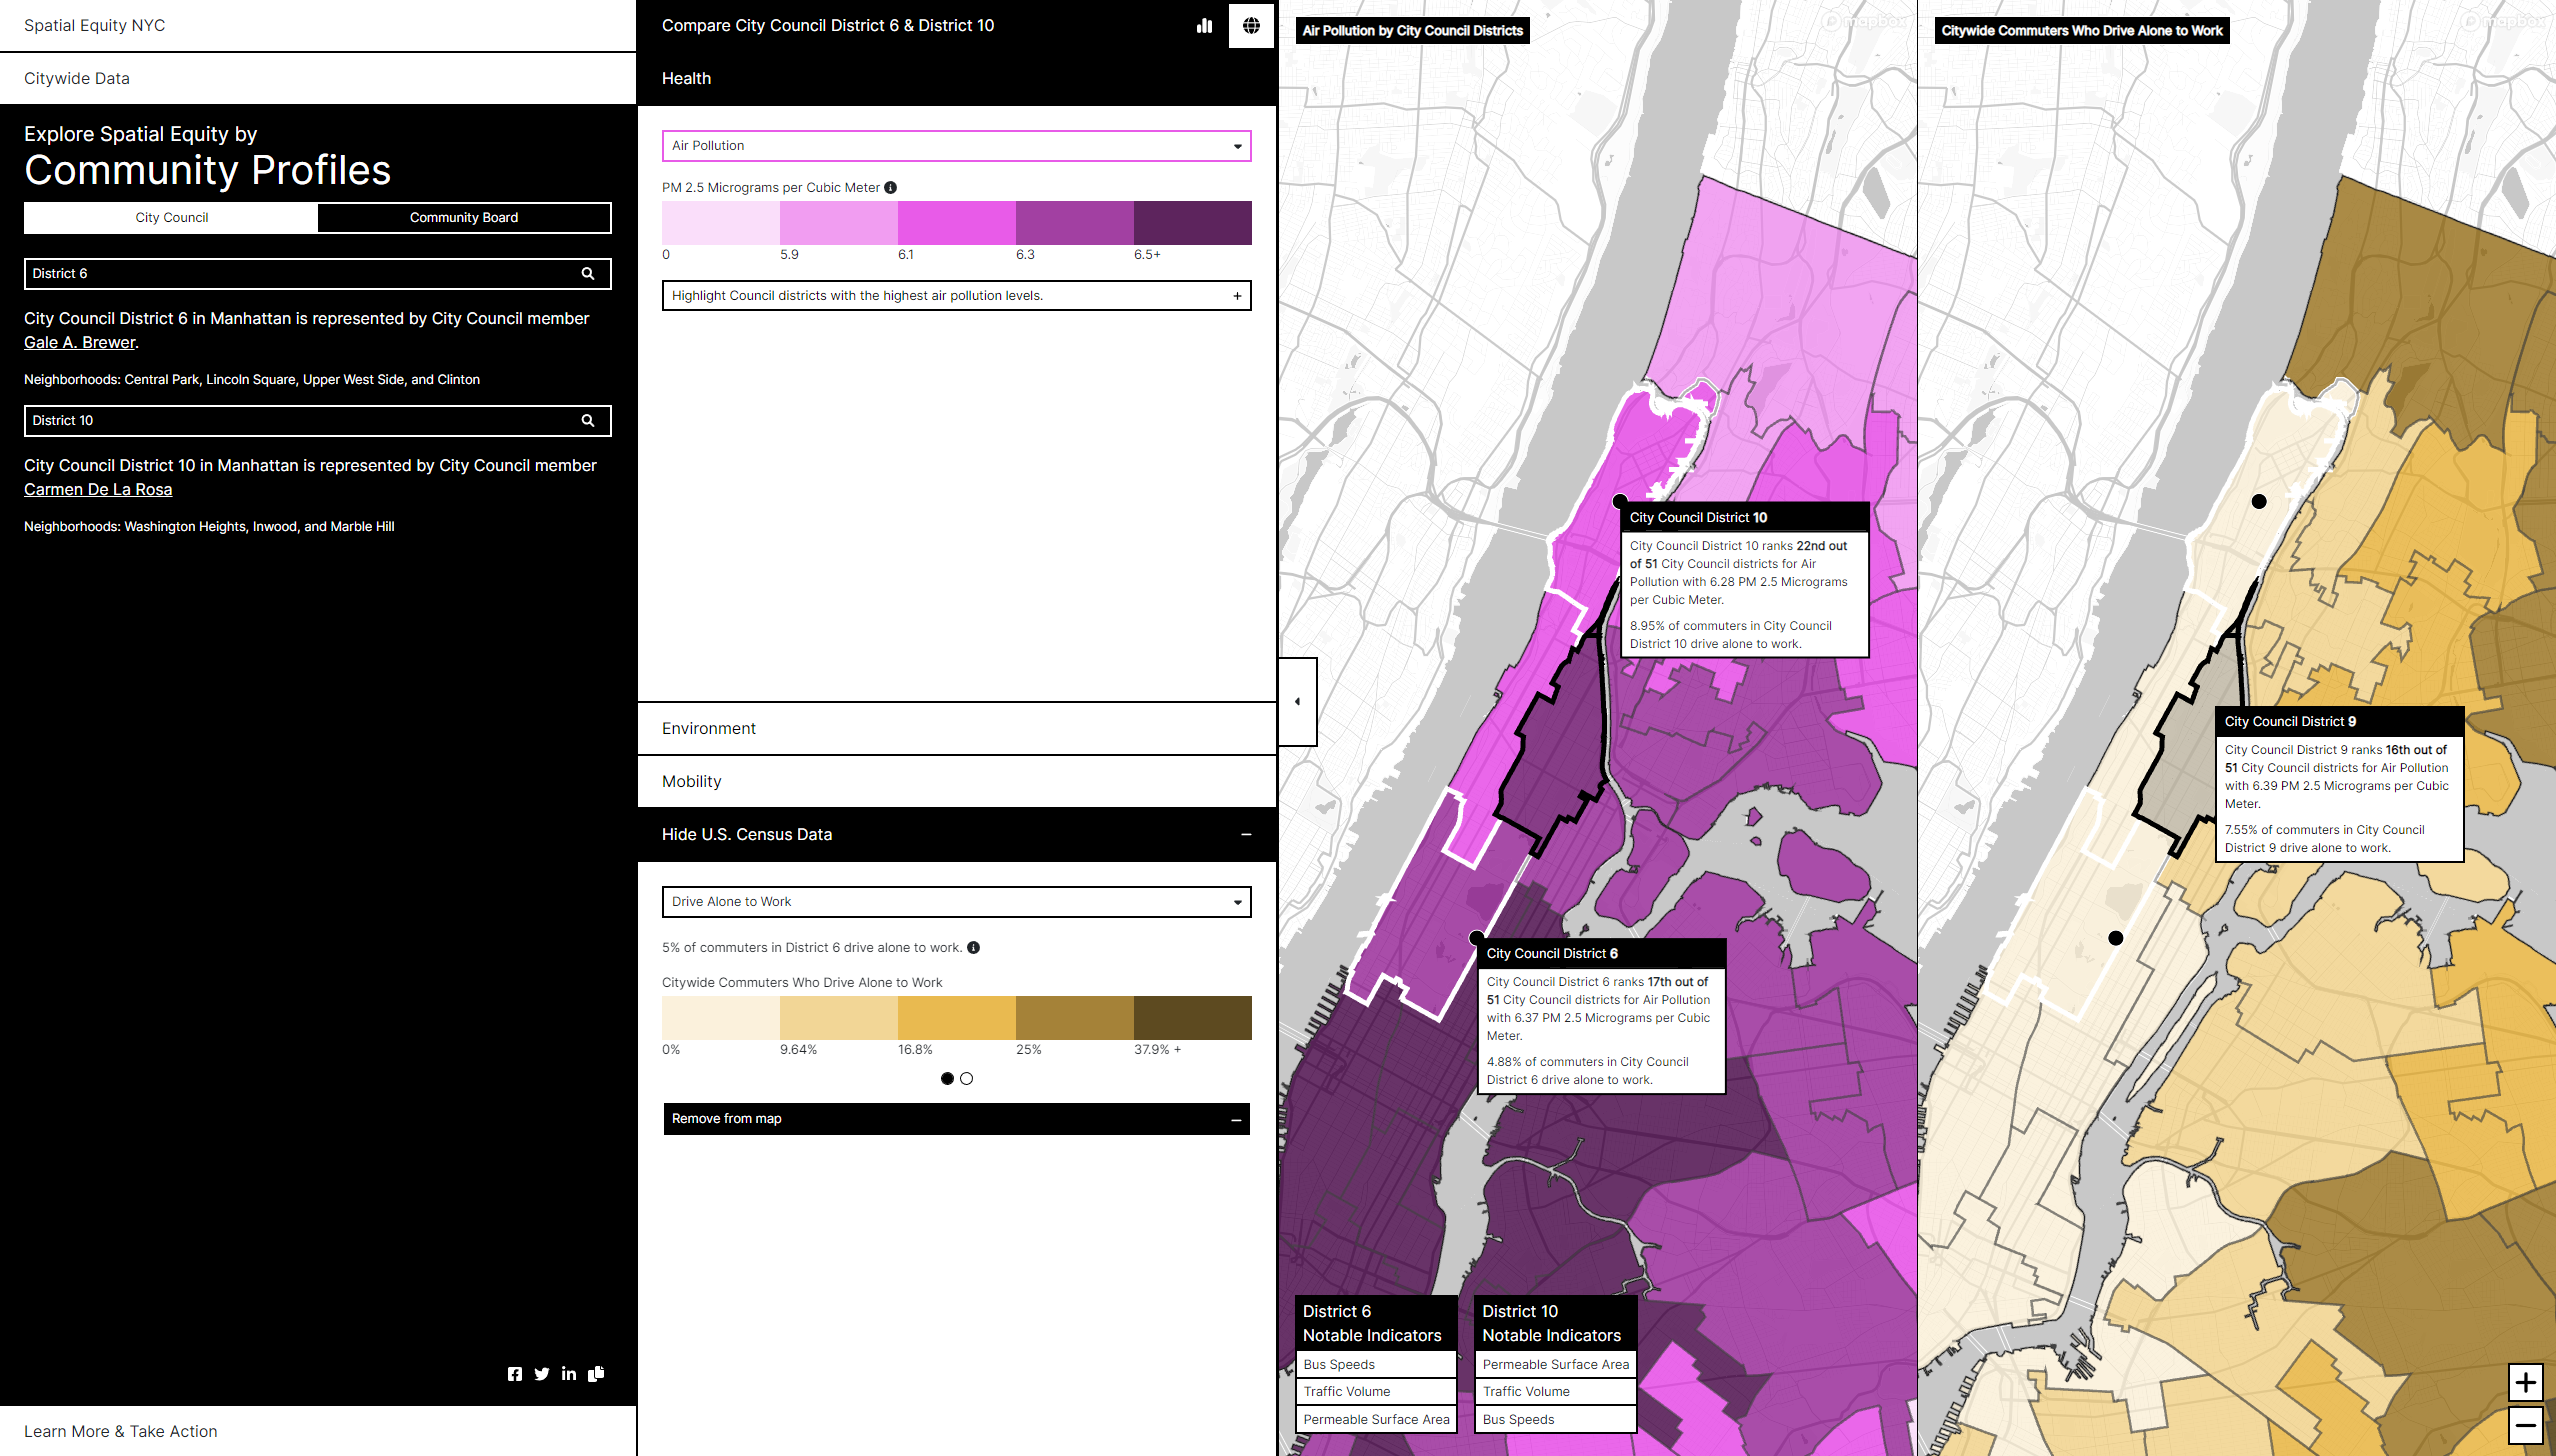 Spatial Equity NYC
Citywide Data
Explore Spatial Equity by
Community Profiles
City Council
Community Board
District 6
City Council District 6 in Manhattan is represented by City Council member
Gale A. Brewer.
Neighborhoods: Central Park, Lincoln Square, Upper West Side, and Clinton
District 10
City Council District 10 in Manhattan is represented by City Council member
Carmen De La Rosa
Neighborhoods: Washington Heights, Inwood, and Marble Hill
Learn More & Take Action
Compare City Council District 6 & District 10
Health
Air Pollution
PM 2.5 Micrograms per Cubic Meter
0 5.9 6.1 6.3 6.5+
Highlight Council districts with the highest air pollution levels. +
Environment
Mobility
Hide U.S. Census Data −
Drive Alone to Work
5% of commuters in District 6 drive alone to work.
Citywide Commuters Who Drive Alone to Work
0% 9.64% 16.8% 25% 37.9% +
Remove from map −
Air Pollution by City Council Districts
mapbox
City Council District 10
City Council District 10 ranks 22nd out
of 51 City Council districts for Air
Pollution with 6.28 PM 2.5 Micrograms
per Cubic Meter.
8.95% of commuters in City Council
District 10 drive alone to work.
City Council District 6
City Council District 6 ranks 17th out of
51 City Council districts for Air Pollution
with 6.37 PM 2.5 Micrograms per Cubic
Meter.
4.88% of commuters in City Council
District 6 drive alone to work.
District 6
Notable Indicators
Bus Speeds
Traffic Volume
Permeable Surface Area
District 10
Notable Indicators
Permeable Surface Area
Traffic Volume
Bus Speeds
Citywide Commuters Who Drive Alone to Work
mapbox
City Council District 9
City Council District 9 ranks 16th out of
51 City Council districts for Air Pollution
with 6.39 PM 2.5 Micrograms per Cubic
Meter.
7.55% of commuters in City Council
District 9 drive alone to work.
+
−